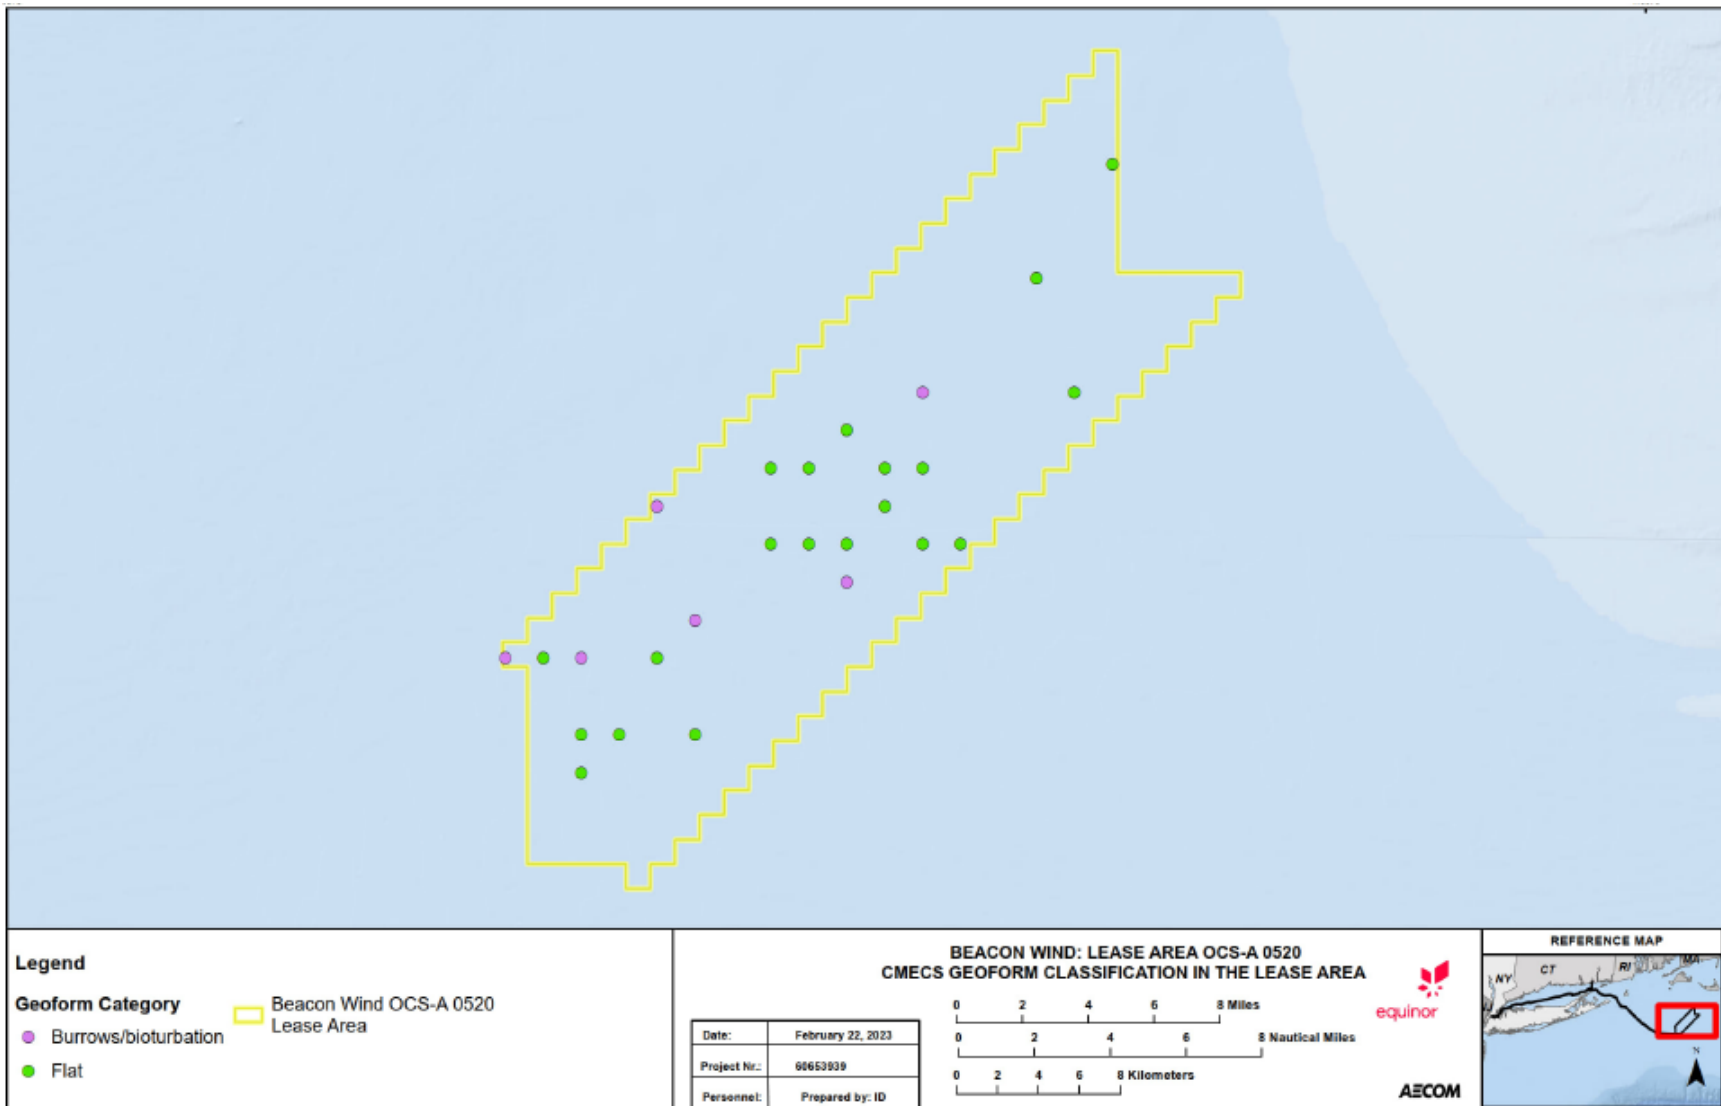 Legend
Geoform Category
Burrows/bioturbation
Flat
Beacon Wind OCS-A 0520
Lease Area
BEACON WIND: LEASE AREA OCS-A 0520
CMECS GEOFORM CLASSIFICATION IN THE LEASE AREA
Date: February 22, 2023
Project Nr.: 60653939
Personnel: Prepared by: ID
0 2 4 6 8 Miles
0 2 4 6 8 Nautical Miles
0 2 4 6 8 Kilometers
equinor
AECOM
REFERENCE MAP
NY
CT
RI
MA
N